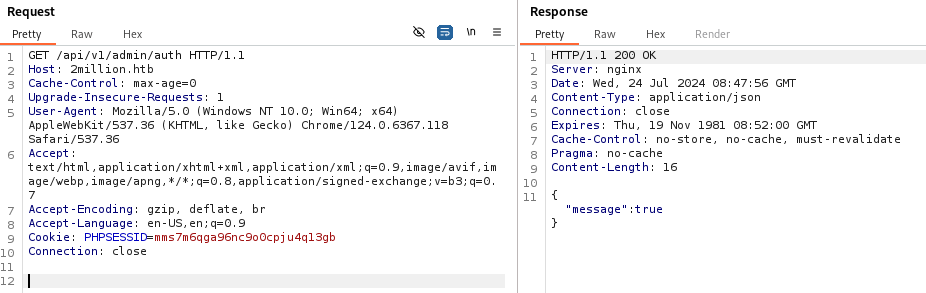 Request
Pretty Raw Hex \n
1 GET /api/v1/admin/auth HTTP/1.1
2 Host: 2million.htb
3 Cache-Control: max-age=0
4 Upgrade-Insecure-Requests: 1
5 User-Agent: Mozilla/5.0 (Windows NT 10.0; Win64; x64)
AppleWebKit/537.36 (KHTML, like Gecko) Chrome/124.0.6367.118
Safari/537.36
6 Accept:
text/html,application/xhtml+xml,application/xml;q=0.9,image/avif,im
age/webp,image/apng,*/*;q=0.8,application/signed-exchange;v=b3;q=0.
7
7 Accept-Encoding: gzip, deflate, br
8 Accept-Language: en-US,en;q=0.9
9 Cookie: PHPSESSID=mms7m6qga96nc9o0cpju4q13gb
10 Connection: close
11
12
Response
Pretty Raw Hex Render
1 HTTP/1.1 200 OK
2 Server: nginx
3 Date: Wed, 24 Jul 2024 08:47:56 GMT
4 Content-Type: application/json
5 Connection: close
6 Expires: Thu, 19 Nov 1981 08:52:00 GMT
7 Cache-Control: no-store, no-cache, must-revalidate
8 Pragma: no-cache
9 Content-Length: 16
10
11 {
"message":true
}